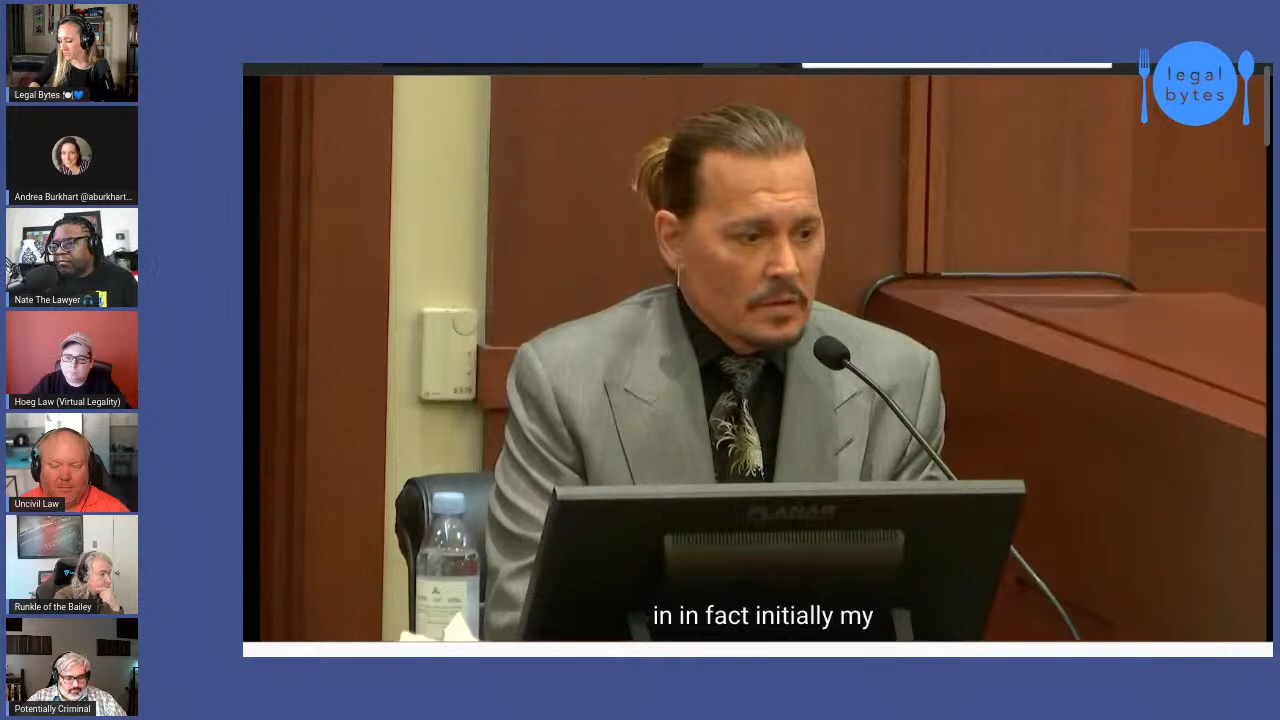 Legal Bytes 🍽💙
Andrea Burkhart @aburkhart...
Nate The Lawyer 🎧
Hoeg Law (Virtual Legality)
Uncivil Law
Runkle of the Bailey
Potentially Criminal
legal
bytes
PLANAR
in in fact initially my